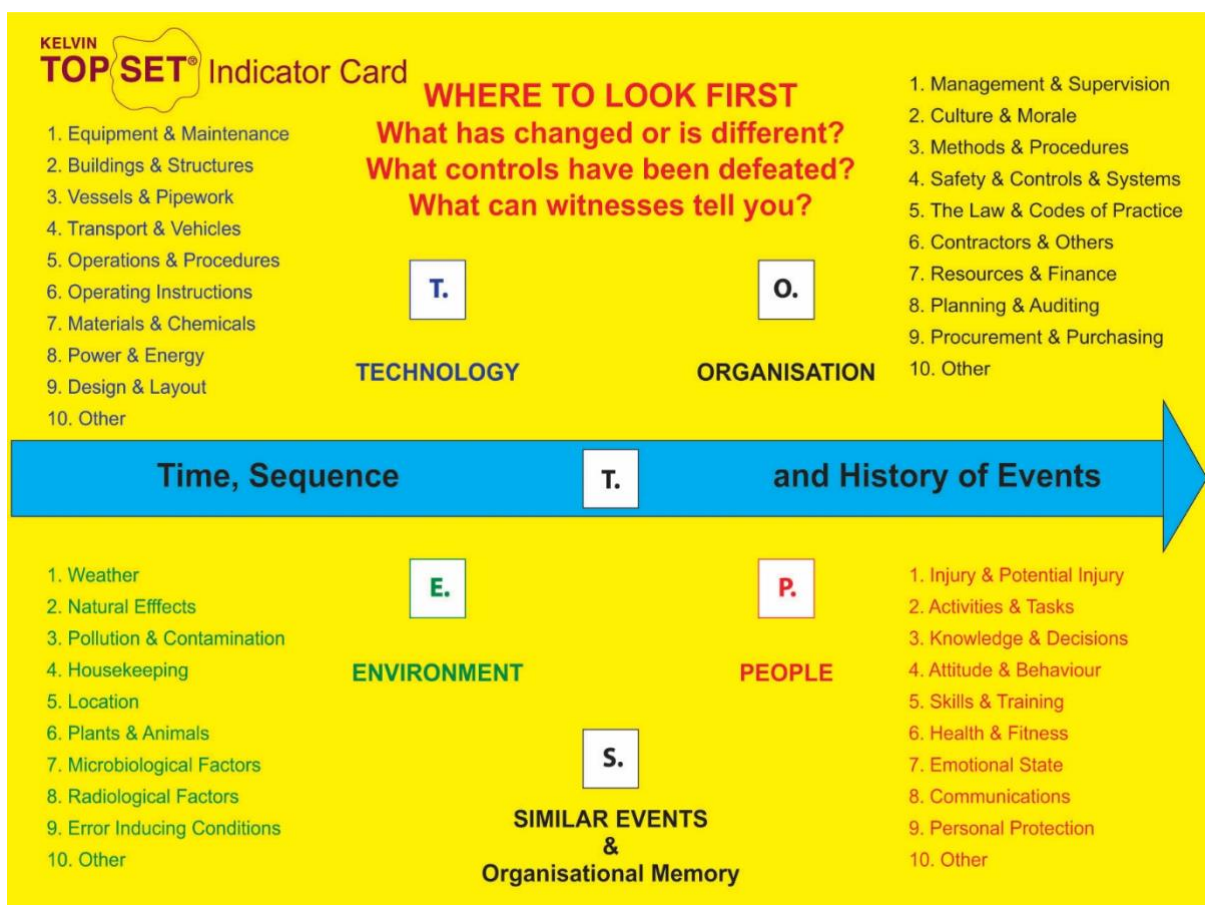 KELVIN
TOP SET® Indicator Card
1. Equipment & Maintenance
2. Buildings & Structures
3. Vessels & Pipework
4. Transport & Vehicles
5. Operations & Procedures
6. Operating Instructions
7. Materials & Chemicals
8. Power & Energy
9. Design & Layout
10. Other
WHERE TO LOOK FIRST
What has changed or is different?
What controls have been defeated?
What can witnesses tell you?
T.
TECHNOLOGY
O.
ORGANISATION
1. Management & Supervision
2. Culture & Morale
3. Methods & Procedures
4. Safety & Controls & Systems
5. The Law & Codes of Practice
6. Contractors & Others
7. Resources & Finance
8. Planning & Auditing
9. Procurement & Purchasing
10. Other
Time, Sequence T. and History of Events
1. Weather
2. Natural Efffects
3. Pollution & Contamination
4. Housekeeping
5. Location
6. Plants & Animals
7. Microbiological Factors
8. Radiological Factors
9. Error Inducing Conditions
10. Other
E.
ENVIRONMENT
P.
PEOPLE
S.
SIMILAR EVENTS
&
Organisational Memory
1. Injury & Potential Injury
2. Activities & Tasks
3. Knowledge & Decisions
4. Attitude & Behaviour
5. Skills & Training
6. Health & Fitness
7. Emotional State
8. Communications
9. Personal Protection
10. Other